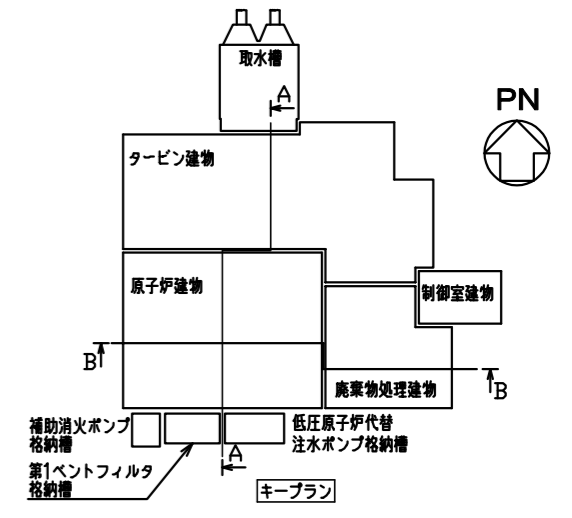 取水槽
A
PN
タービン建物
原子炉建物
制御室建物
B
廃棄物処理建物
B
補助消火ポンプ
格納槽
低圧原子炉代替
注水ポンプ格納槽
A
第1ベントフィルタ
格納槽
キープラン